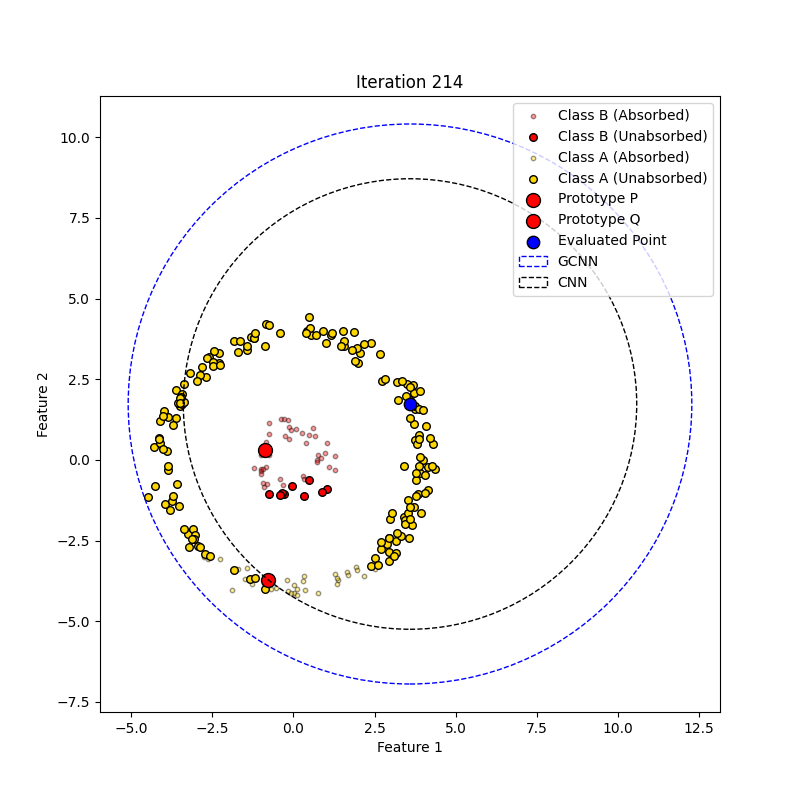 Iteration 214
Class B (Absorbed)
Class B (Unabsorbed)
Class A (Absorbed)
Class A (Unabsorbed)
Prototype P
Prototype Q
Evaluated Point
GCNN
CNN
10.0
7.5
5.0
2.5
0.0
−2.5
−5.0
−7.5
Feature 2
−5.0 −2.5 0.0 2.5 5.0 7.5 10.0 12.5
Feature 1